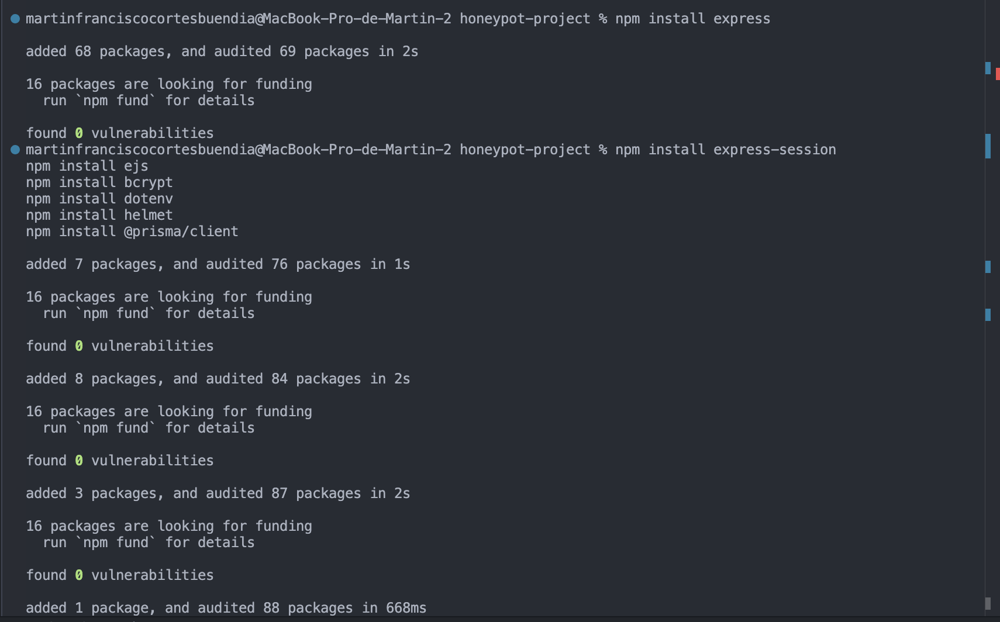 martinfranciscocortesbuendia@MacBook-Pro-de-Martin-2 honeypot-project % npm install express
added 68 packages, and audited 69 packages in 2s
16 packages are looking for funding
run `npm fund` for details
found 0 vulnerabilities
martinfranciscocortesbuendia@MacBook-Pro-de-Martin-2 honeypot-project % npm install express-session
npm install ejs
npm install bcrypt
npm install dotenv
npm install helmet
npm install @prisma/client
added 7 packages, and audited 76 packages in 1s
16 packages are looking for funding
run `npm fund` for details
found 0 vulnerabilities
added 8 packages, and audited 84 packages in 2s
16 packages are looking for funding
run `npm fund` for details
found 0 vulnerabilities
added 3 packages, and audited 87 packages in 2s
16 packages are looking for funding
run `npm fund` for details
found 0 vulnerabilities
added 1 package, and audited 88 packages in 668ms